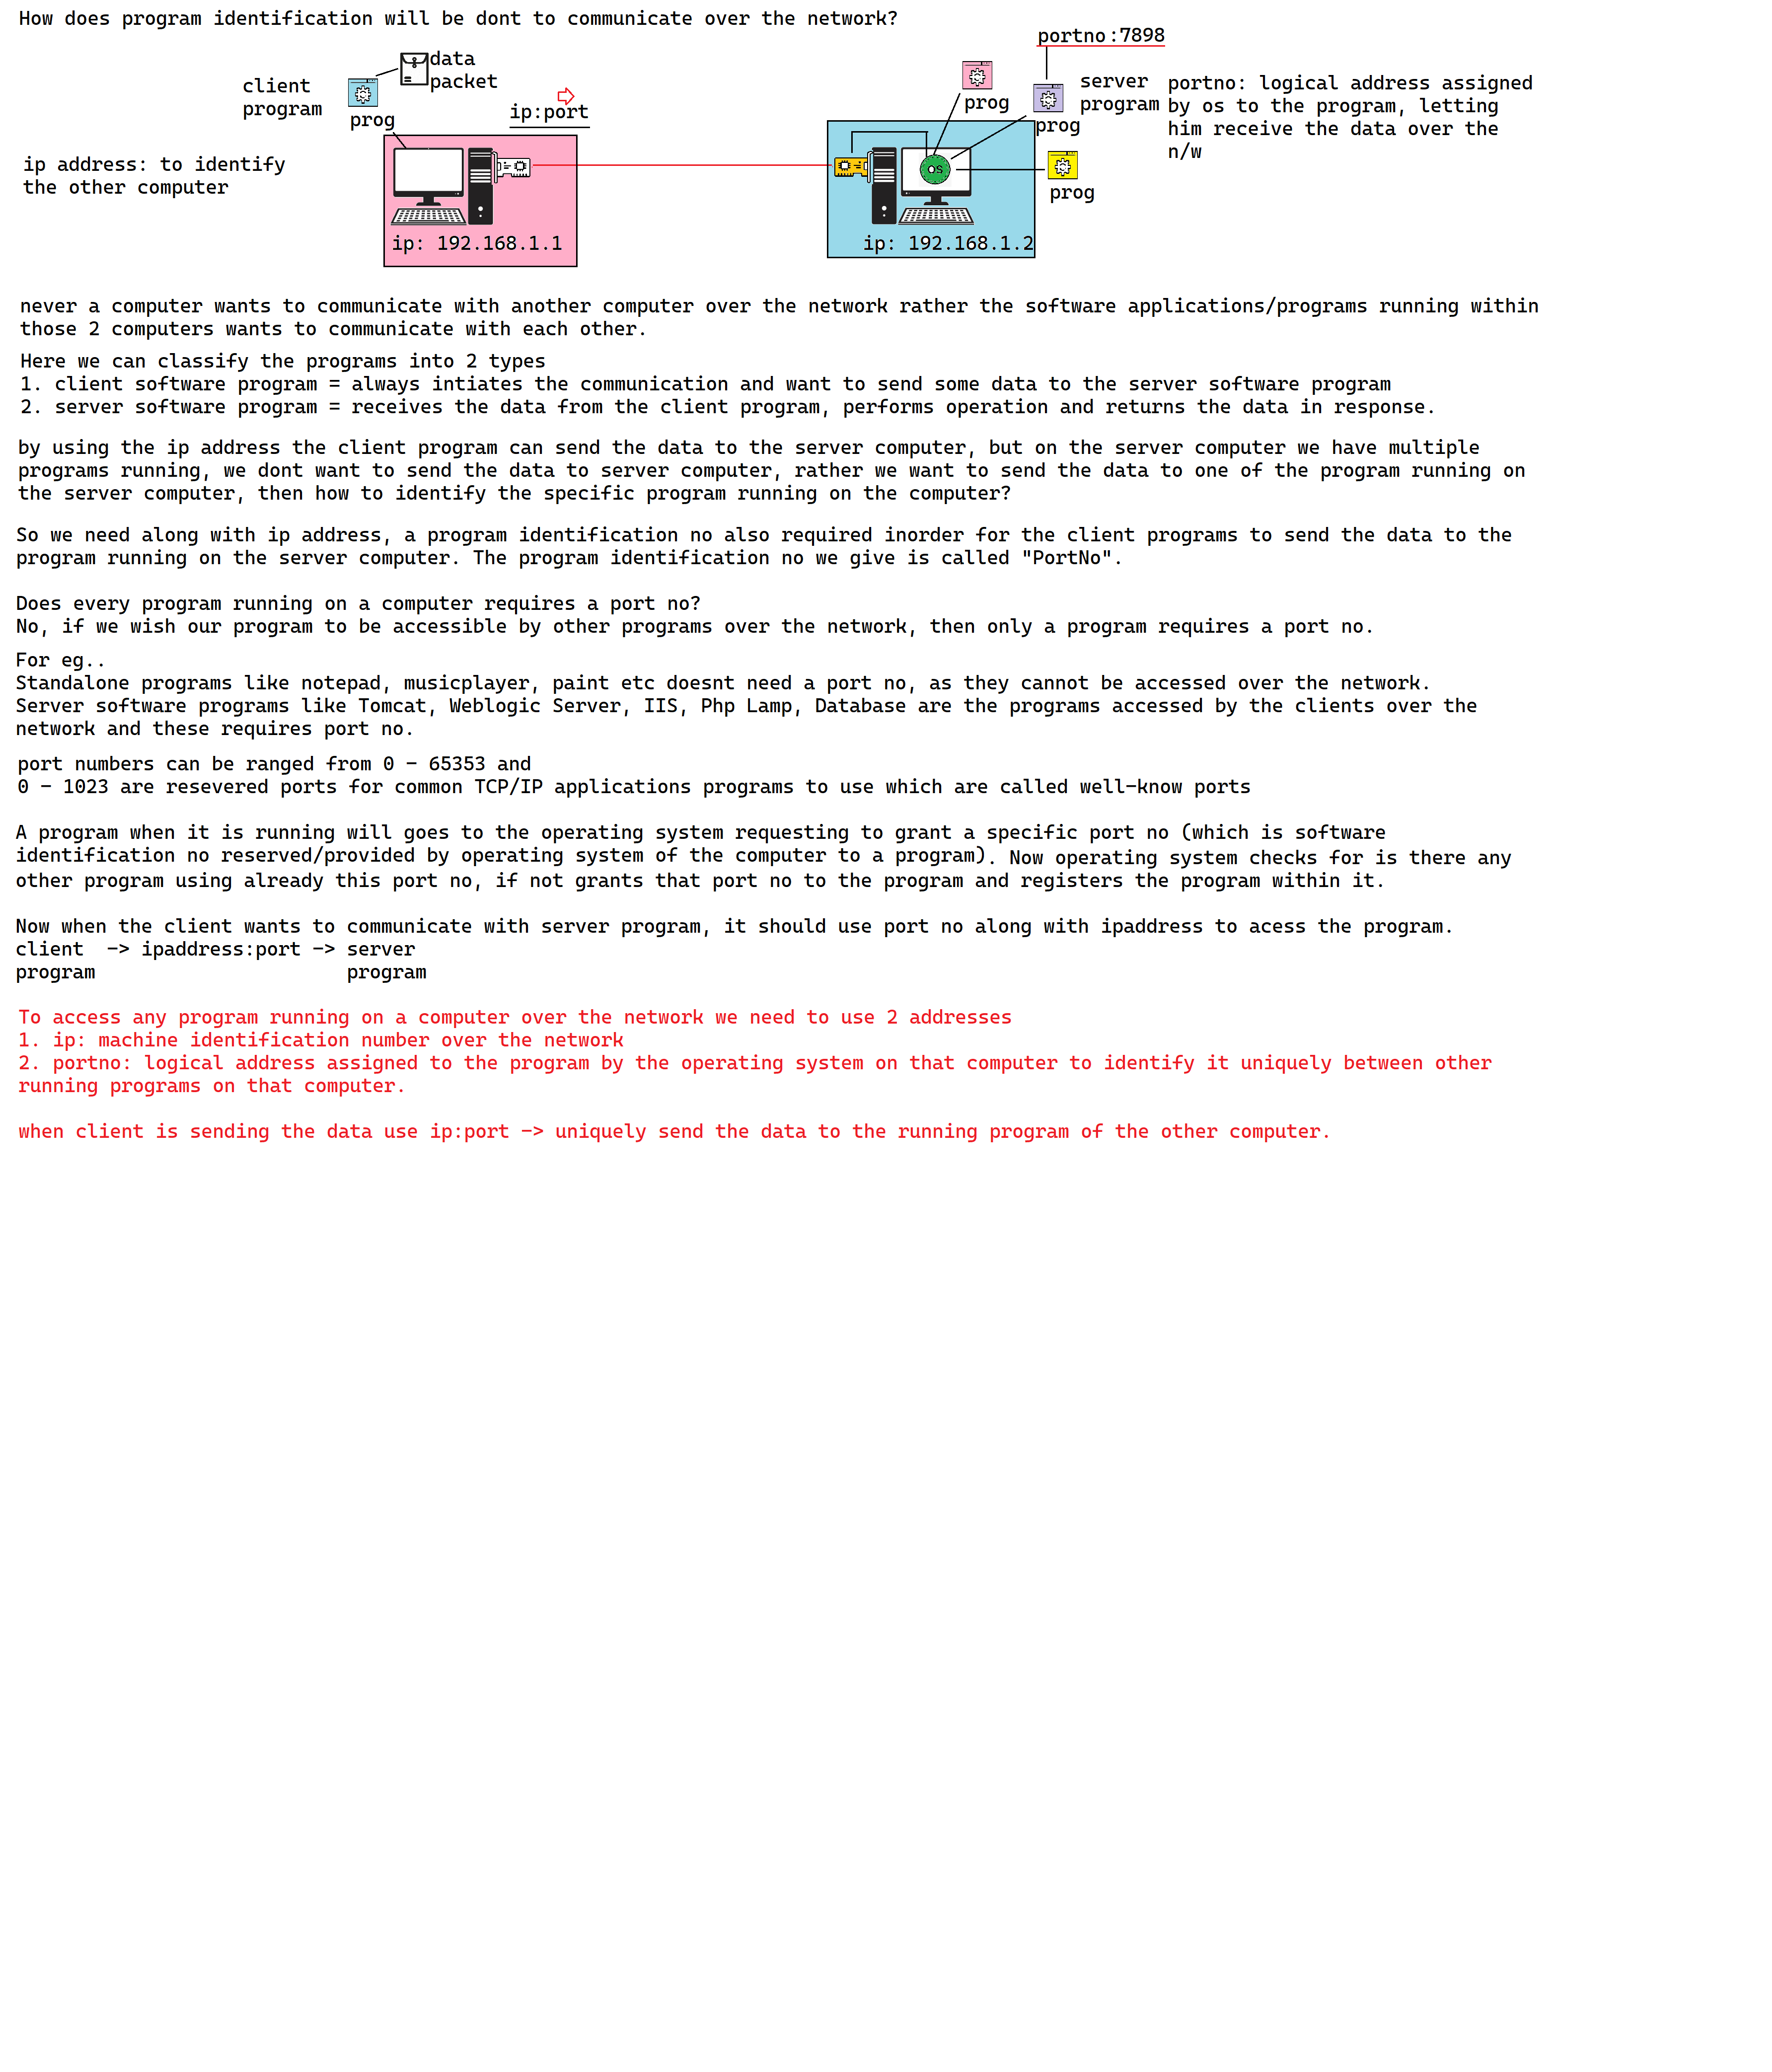 How does program identification will be dont to communicate over the network?
portno:7898
data
packet
client
program
prog
ip:port
ip address: to identify
the other computer
ip: 192.168.1.1
prog
server
program
prog
portno: logical address assigned
by os to the program, letting
him receive the data over the
n/w
OS
prog
ip: 192.168.1.2
never a computer wants to communicate with another computer over the network rather the software applications/programs running within
those 2 computers wants to communicate with each other.
Here we can classify the programs into 2 types
1. client software program = always intiates the communication and want to send some data to the server software program
2. server software program = receives the data from the client program, performs operation and returns the data in response.
by using the ip address the client program can send the data to the server computer, but on the server computer we have multiple
programs running, we dont want to send the data to server computer, rather we want to send the data to one of the program running on
the server computer, then how to identify the specific program running on the computer?
So we need along with ip address, a program identification no also required inorder for the client programs to send the data to the
program running on the server computer. The program identification no we give is called "PortNo".
Does every program running on a computer requires a port no?
No, if we wish our program to be accessible by other programs over the network, then only a program requires a port no.
For eg..
Standalone programs like notepad, musicplayer, paint etc doesnt need a port no, as they cannot be accessed over the network.
Server software programs like Tomcat, Weblogic Server, IIS, Php Lamp, Database are the programs accessed by the clients over the
network and these requires port no.
port numbers can be ranged from 0 - 65353 and
0 - 1023 are resevered ports for common TCP/IP applications programs to use which are called well-know ports
A program when it is running will goes to the operating system requesting to grant a specific port no (which is software
identification no reserved/provided by operating system of the computer to a program). Now operating system checks for is there any
other program using already this port no, if not grants that port no to the program and registers the program within it.
Now when the client wants to communicate with server program, it should use port no along with ipaddress to acess the program.
client -> ipaddress:port -> server
program program
To access any program running on a computer over the network we need to use 2 addresses
1. ip: machine identification number over the network
2. portno: logical address assigned to the program by the operating system on that computer to identify it uniquely between other
running programs on that computer.
when client is sending the data use ip:port -> uniquely send the data to the running program of the other computer.